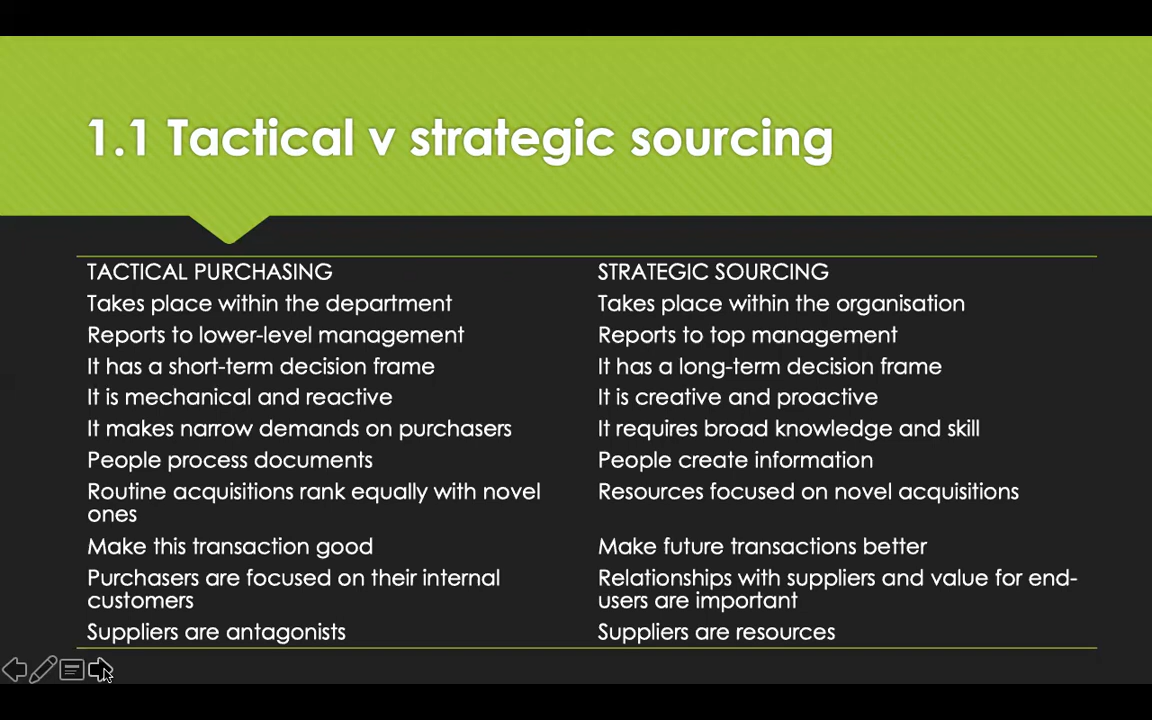 1.1 Tactical v strategic sourcing
TACTICAL PURCHASING
STRATEGIC SOURCING
Takes place within the department
Takes place within the organisation
Reports to lower-level management
Reports to top management
It has a short-term decision frame
It has a long-term decision frame
It is mechanical and reactive
It is creative and proactive
It makes narrow demands on purchasers
It requires broad knowledge and skill
People process documents
People create information
Routine acquisitions rank equally with novel
ones
Resources focused on novel acquisitions
Make this transaction good
Make future transactions better
Purchasers are focused on their internal
customers
Relationships with suppliers and value for end-
users are important
Suppliers are antagonists
Suppliers are resources